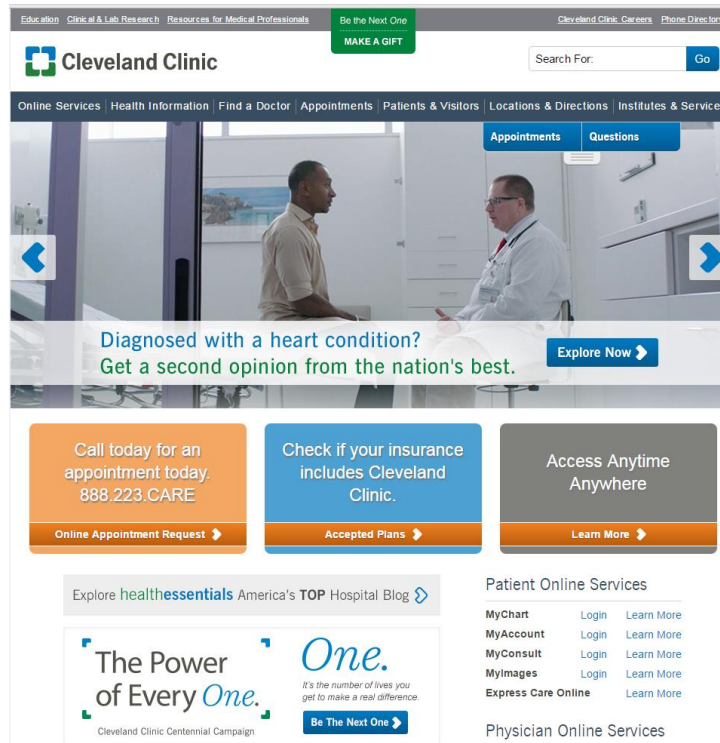 Education Clinical & Lab Research Resources for Medical Professionals
Be the Next One
MAKE A GIFT
Cleveland Clinic Careers Phone Directory
Cleveland Clinic
Search For:
Go
Online Services Health Information Find a Doctor Appointments Patients & Visitors Locations & Directions Institutes & Service
Appointments Questions
Diagnosed with a heart condition?
Get a second opinion from the nation's best.
Explore Now
Call today for an
appointment today.
888.223.CARE
Online Appointment Request
Check if your insurance
includes Cleveland
Clinic.
Accepted Plans
Access Anytime
Anywhere
Learn More
Explore healthessentials America's TOP Hospital Blog
The Power
of Every One.
Cleveland Clinic Centennial Campaign
One.
It's the number of lives you
get to make a real difference.
Be The Next One
Patient Online Services
MyChart Login Learn More
MyAccount Login Learn More
MyConsult Login Learn More
MyImages Login Learn More
Express Care Online Learn More
Physician Online Services